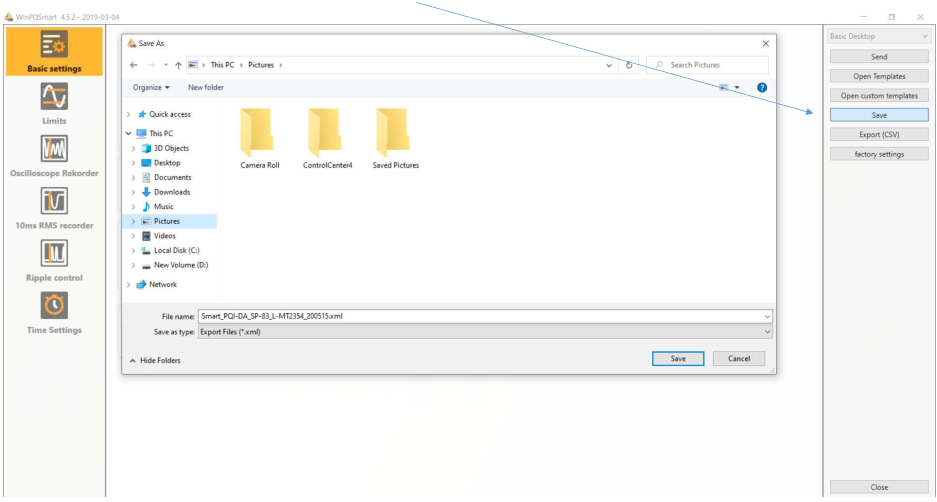 WinPQSmart 4.5.2 - 2019-03-04
Basic settings
Limits
Oscilloscope Rekorder
10ms RMS recorder
Ripple control
Time Settings
Save As
This PC > Pictures >
Search Pictures
Organize
New folder
Quick access
This PC
3D Objects
Desktop
Documents
Downloads
Music
Pictures
Videos
Local Disk (C:)
New Volume (D:)
Network
Camera Roll
ControlCenter4
Saved Pictures
File name: Smart_PQI-DA_SP-83_L-MT2354_200515.xml
Save as type: Export Files (*.xml)
Hide Folders
Save
Cancel
Basic Desktop
Send
Open Templates
Open custom templates
Save
Export (CSV)
factory settings
Close